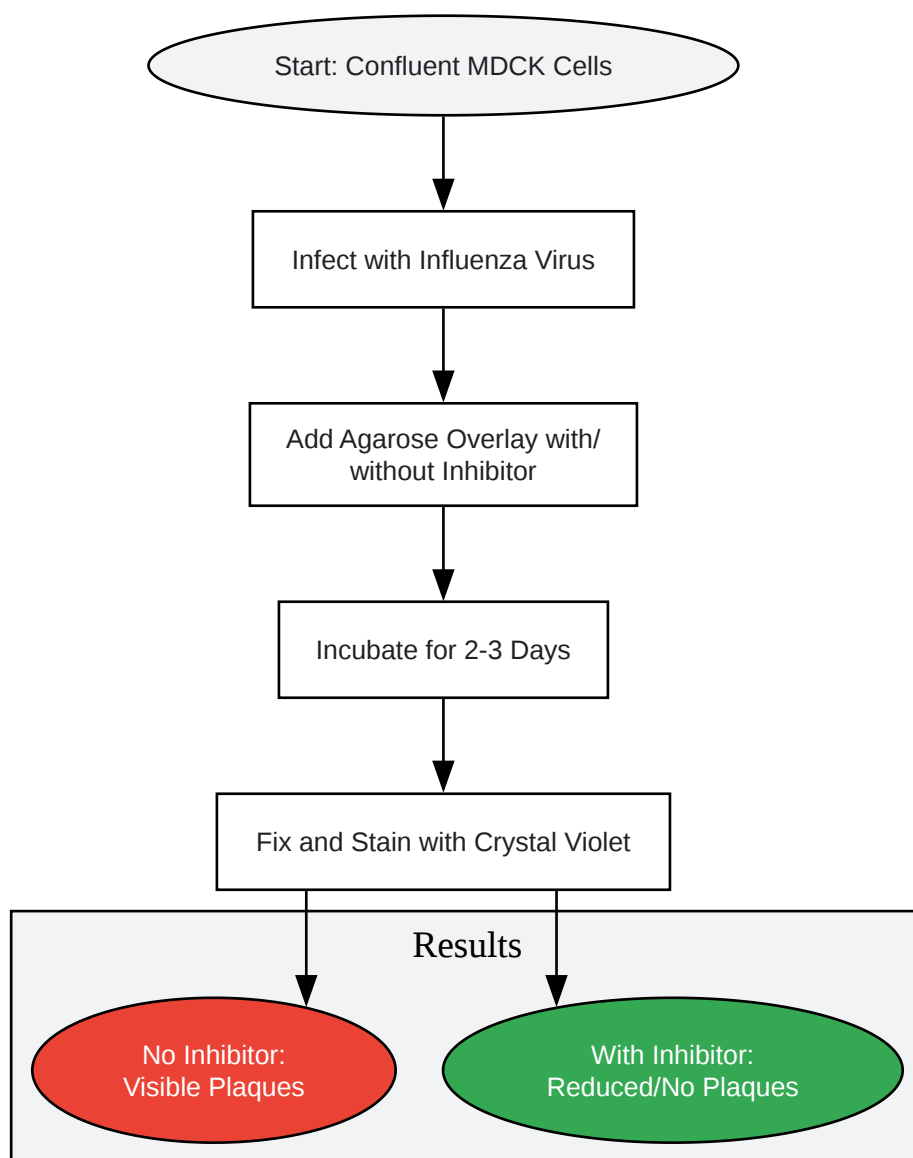 Start: Confluent MDCK Cells
Infect with Influenza Virus
Add Agarose Overlay with/
without Inhibitor
Incubate for 2-3 Days
Fix and Stain with Crystal Violet
Results
No Inhibitor:
Visible Plaques
With Inhibitor:
Reduced/No Plaques